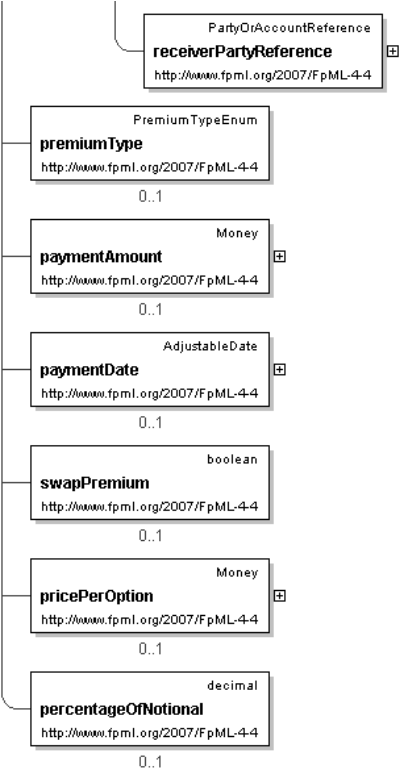 PartyOrAccountReference
receiverPartyReference
http://www.fpml.org/2007/FpML-4-4
PremiumTypeEnum
premiumType
http://www.fpml.org/2007/FpML-4-4
0..1
Money
paymentAmount
http://www.fpml.org/2007/FpML-4-4
0..1
AdjustableDate
paymentDate
http://www.fpml.org/2007/FpML-4-4
0..1
boolean
swapPremium
http://www.fpml.org/2007/FpML-4-4
0..1
Money
pricePerOption
http://www.fpml.org/2007/FpML-4-4
0..1
decimal
percentageOfNotional
http://www.fpml.org/2007/FpML-4-4
0..1